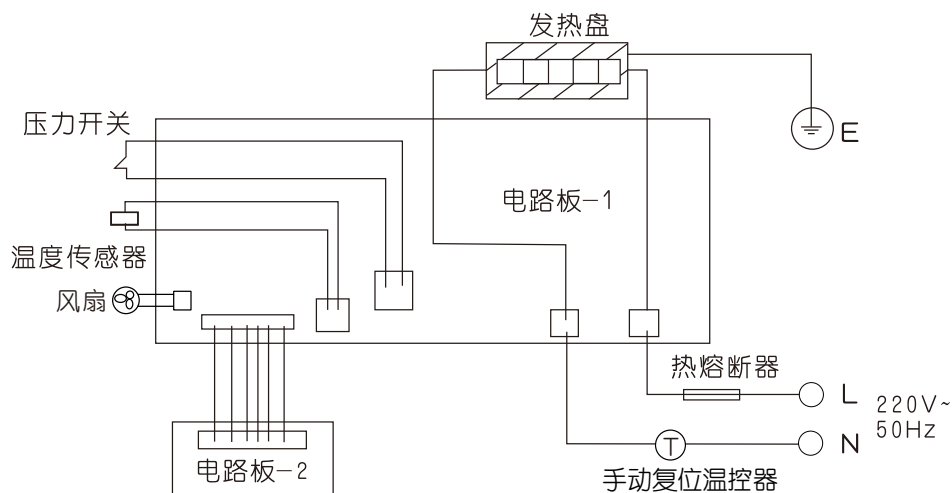 发热盘
压力开关
E
电路板-1
温度传感器
风扇
热熔断器
L
220V~
50Hz
N
T
手动复位温控器
电路板-2